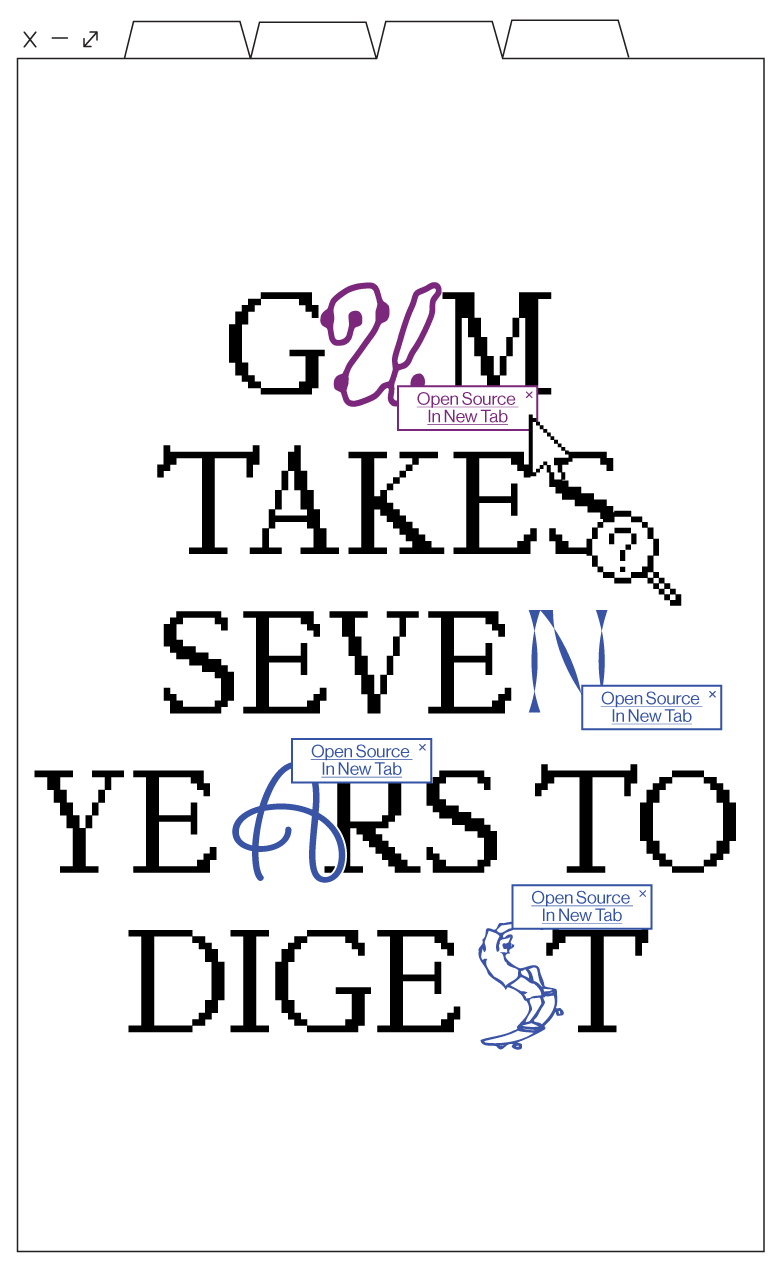 GUM
Open Source
In New Tab
TAKES
?
SEVEN
Open Source
In New Tab
Open Source
In New Tab
YEARS TO
Open Source
In New Tab
DIGEST